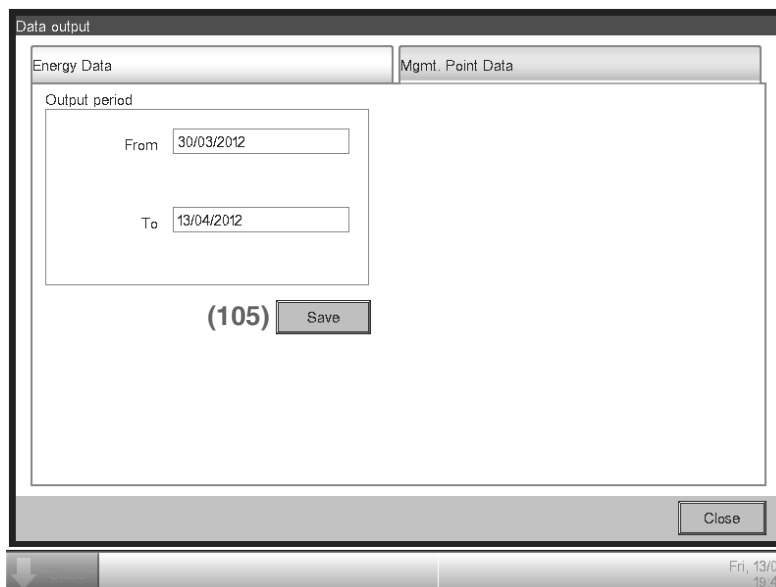 Data output
Energy Data
Mgmt. Point Data
Output period
From 30/03/2012
To 13/04/2012
(105) Save
Close
Fri, 13/0